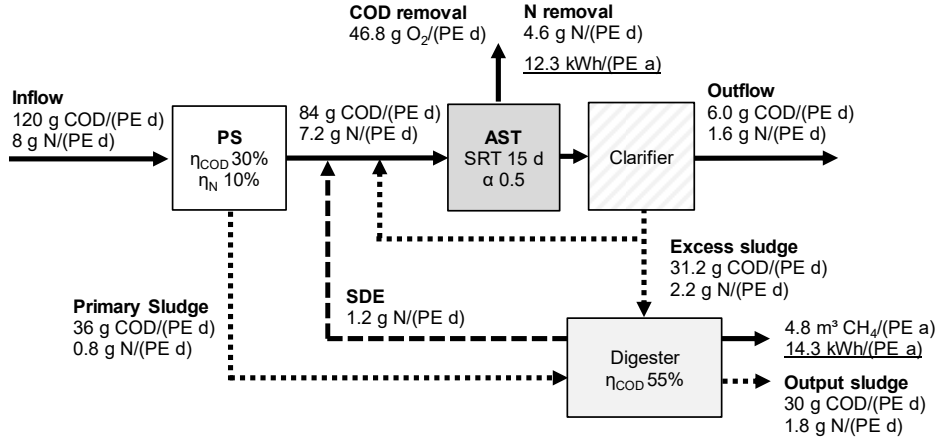 COD removal
46.8 g O₂/(PE d)
N removal
4.6 g N/(PE d)
12.3 kWh/(PE a)
Inflow
120 g COD/(PE d)
8 g N/(PE d)
PS
ηCOD 30%
ηN 10%
84 g COD/(PE d)
7.2 g N/(PE d)
AST
SRT 15 d
α 0.5
Clarifier
Outflow
6.0 g COD/(PE d)
1.6 g N/(PE d)
Excess sludge
31.2 g COD/(PE d)
2.2 g N/(PE d)
Primary Sludge
36 g COD/(PE d)
0.8 g N/(PE d)
SDE
1.2 g N/(PE d)
Digester
ηCOD 55%
4.8 m³ CH₄/(PE a)
14.3 kWh/(PE a)
Output sludge
30 g COD/(PE d)
1.8 g N/(PE d)